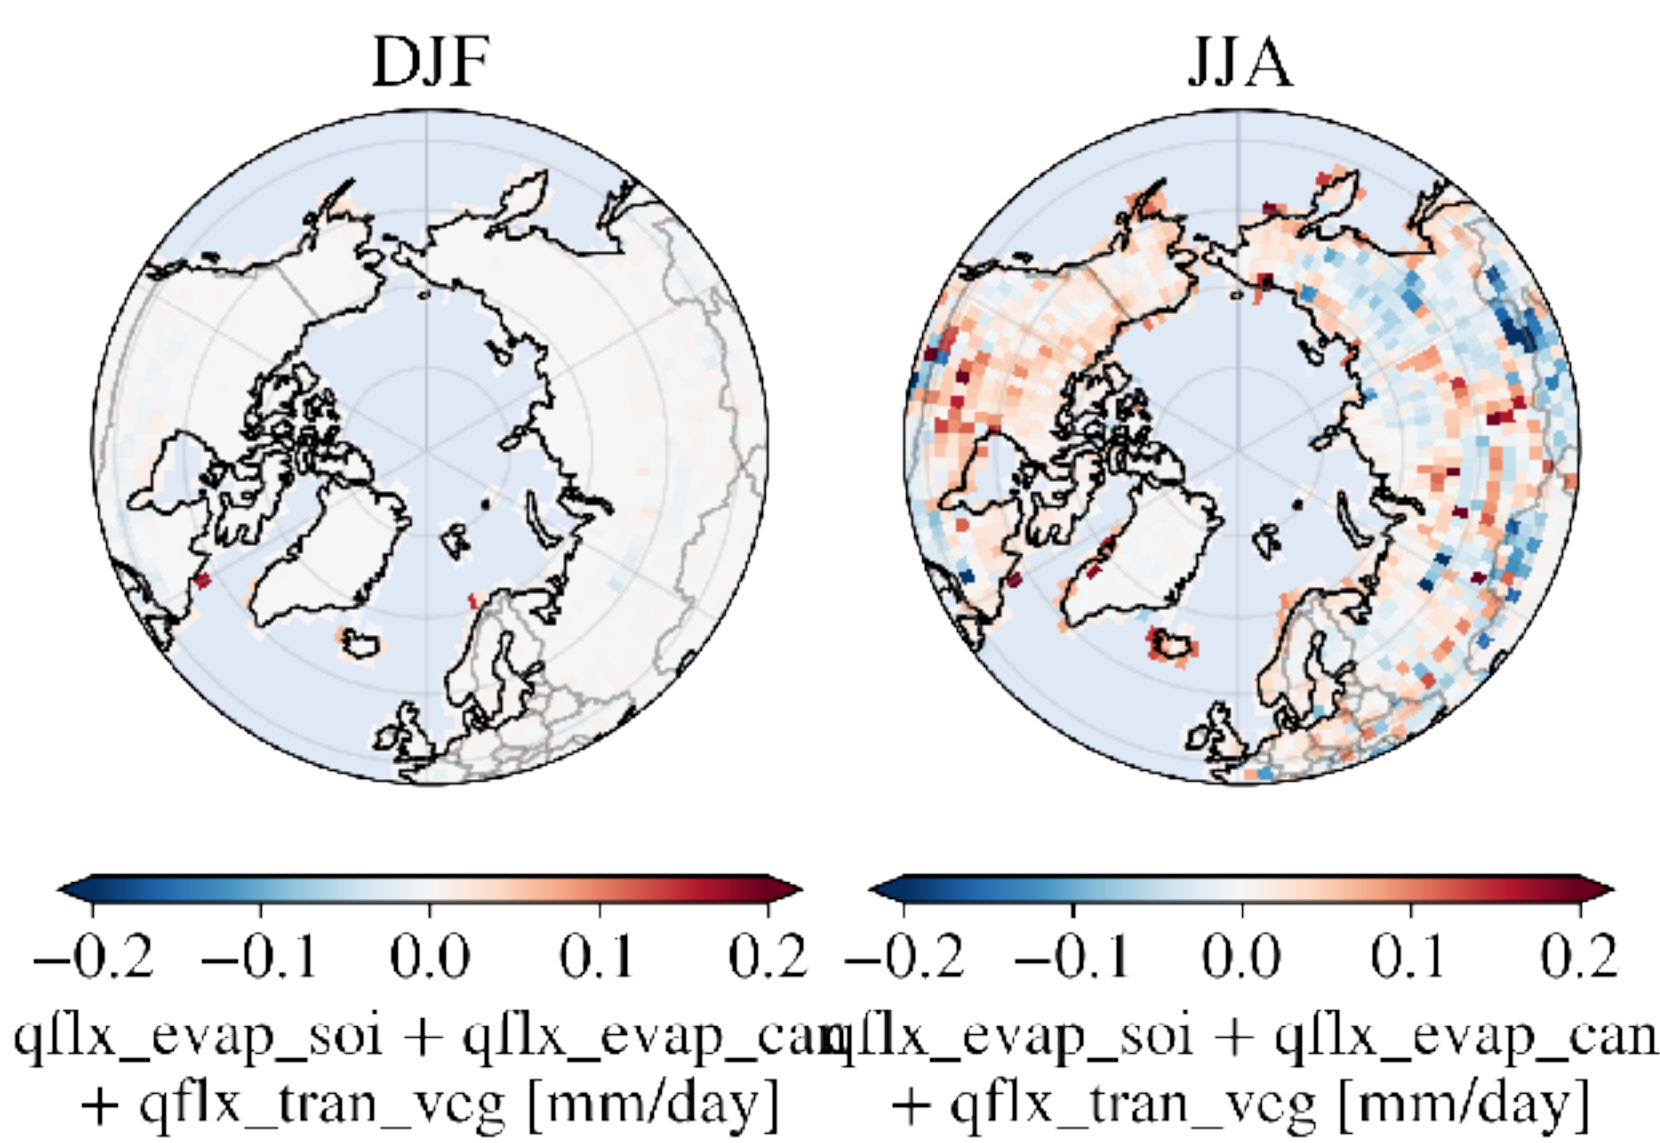 DJF JJA
−0.2 −0.1 0.0 0.1 0.2 −0.2 −0.1 0.0 0.1 0.2
qflx_evap_soi + qflx_evap_can qflx_evap_soi + qflx_evap_can
+ qflx_tran_veg [mm/day] + qflx_tran_veg [mm/day]